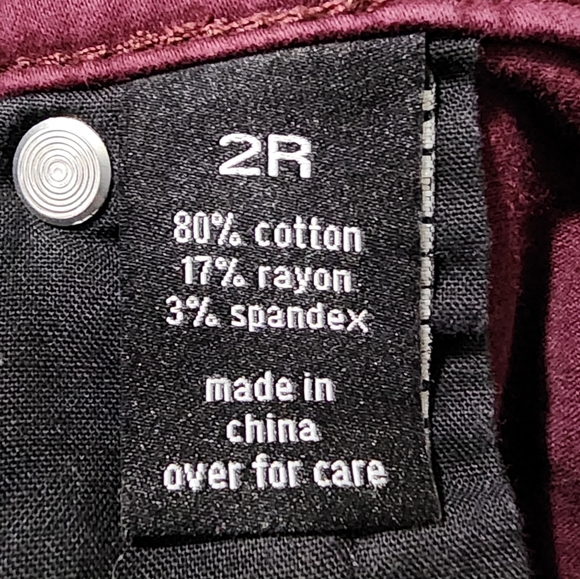 2R
80% cotton
17% rayon
3% spandex
made in
china
over for care